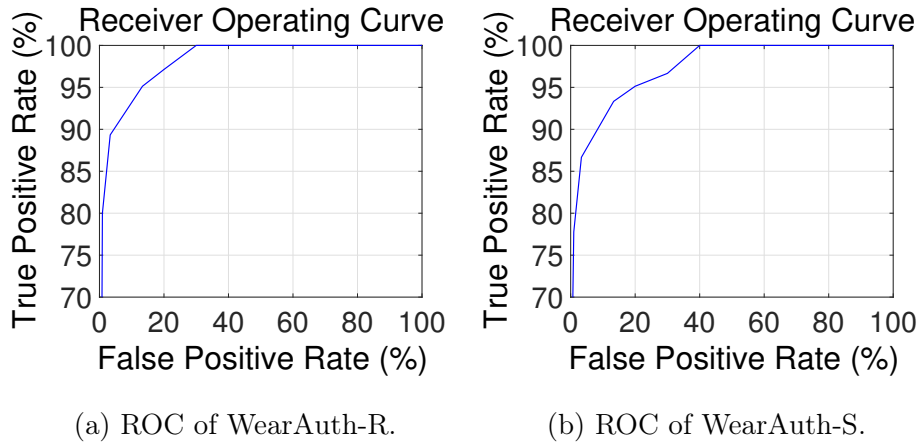 Receiver Operating Curve
True Positive Rate (%)
100
95
90
85
80
75
70
0 20 40 60 80 100
False Positive Rate (%)
(a) ROC of WearAuth-R.
Receiver Operating Curve
True Positive Rate (%)
100
95
90
85
80
75
70
0 20 40 60 80 100
False Positive Rate (%)
(b) ROC of WearAuth-S.